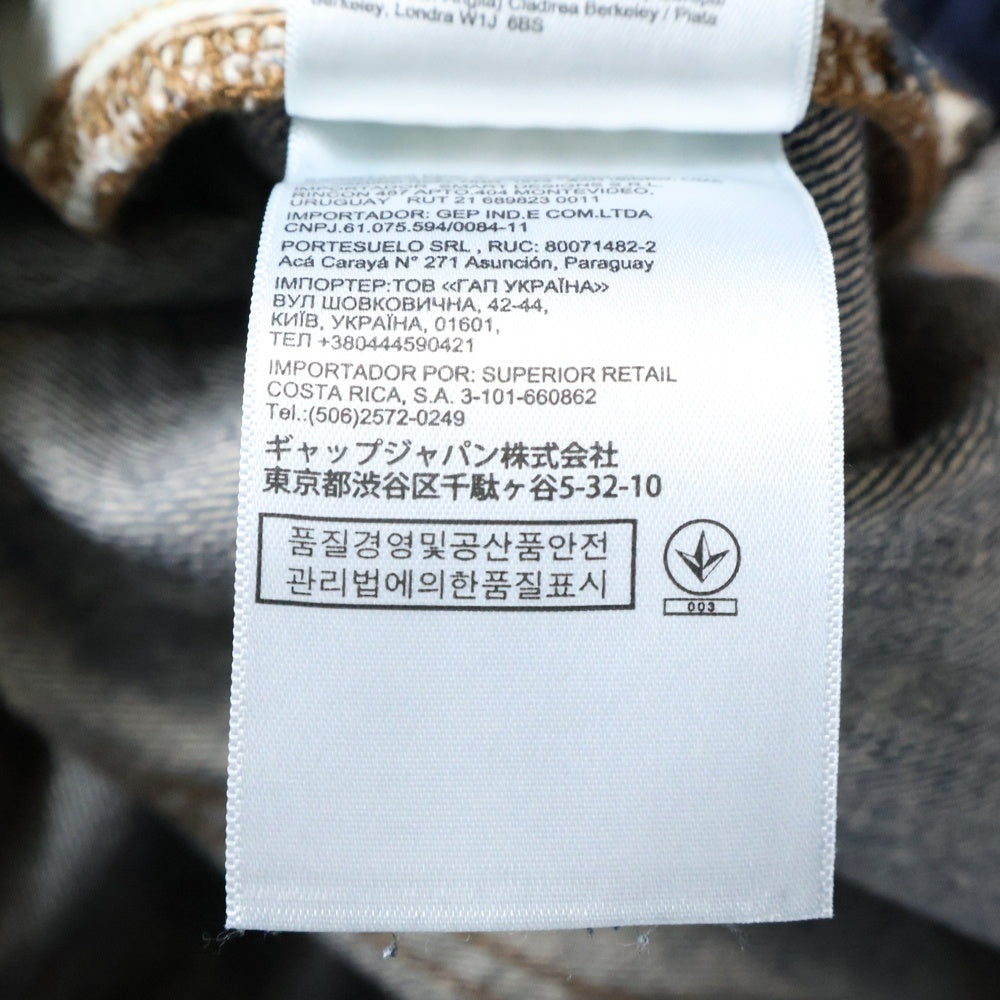 Anglia) Cladirea Berkeley / Piata
Berkeley, Londra W1J 6BS
RINCON 487 APTO 404 MONTEVIDEO,
URUGUAY RUT 21 689823 0011
IMPORTADOR: GEP IND.E COM.LTDA
CNPJ.61.075.594/0084-11
PORTESUELO SRL , RUC: 80071482-2
Acá Carayá N° 271 Asunción, Paraguay
ІМПОРТЕР:ТОВ «ГАП УКРАЇНА»
ВУЛ ШОВКОВИЧНА, 42-44,
КИЇВ, УКРАЇНА, 01601,
ТЕЛ +380444590421
IMPORTADOR POR: SUPERIOR RETAIL
COSTA RICA, S.A. 3-101-660862
Tel.:(506)2572-0249
ギャップジャパン株式会社
東京都渋谷区千駄ヶ谷5-32-10
품질경영및공산품안전
관리법에의한품질표시
003